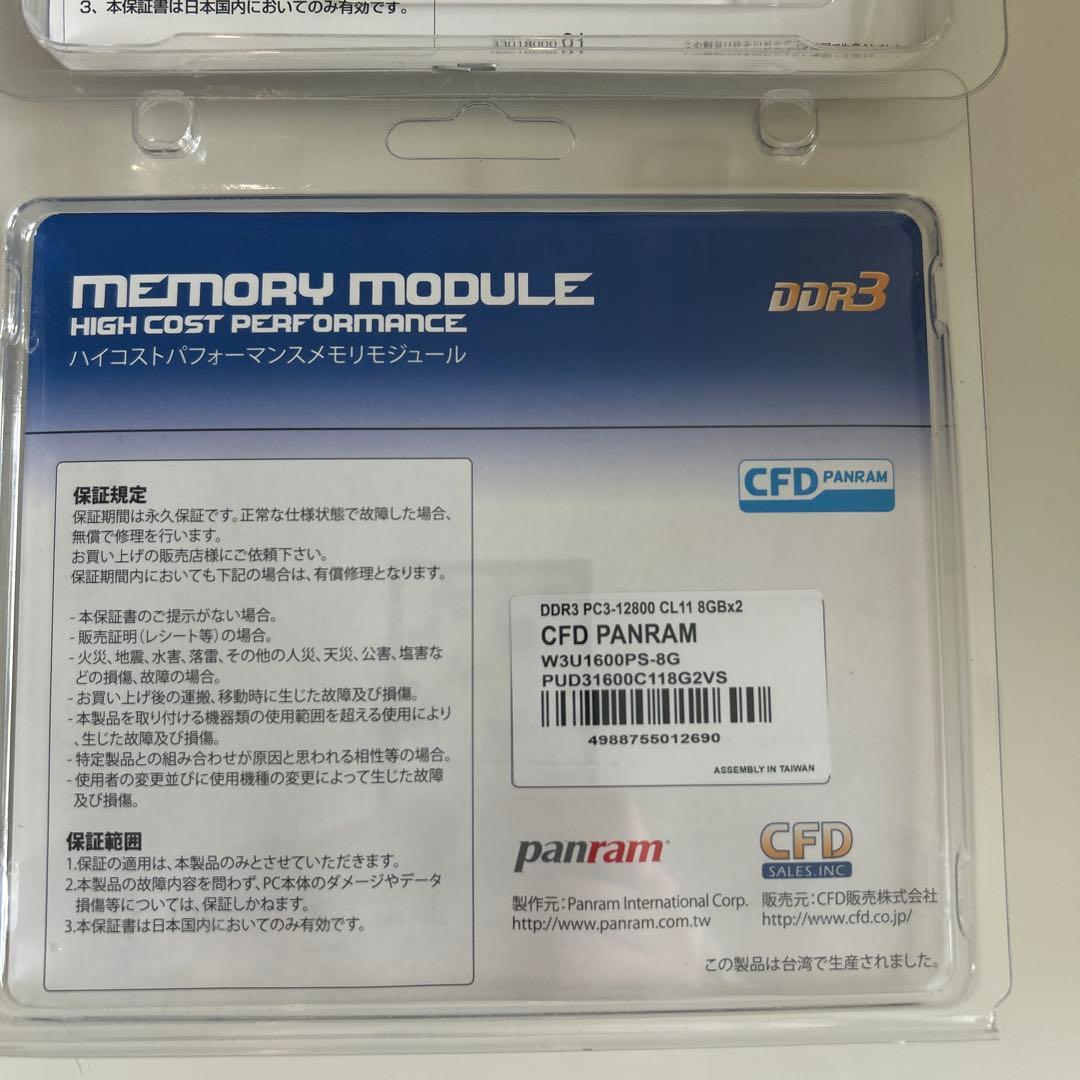 3、本保証書は日本国内においてのみ有効です。
MEMORY MODULE
HIGH COST PERFORMANCE
ハイコストパフォーマンスメモリモジュール
DDR3
CFD PANRAM
保証規定
保証期間は永久保証です。正常な仕様状態で故障した場合、
無償で修理を行います。
お買い上げの販売店様にご依頼下さい。
保証期間内においても下記の場合は、有償修理となります。
- 本保証書のご提示がない場合。
- 販売証明(レシート等)の場合。
- 火災、地震、水害、落雷、その他の人災、天災、公害、塩害な
どの損傷、故障の場合。
- お買い上げ後の運搬、移動時に生じた故障及び損傷。
- 本製品を取り付ける機器類の使用範囲を超える使用により
、生じた故障及び損傷。
- 特定製品との組み合わせが原因と思われる相性等の場合。
- 使用者の変更並びに使用機種の変更によって生じた故障
及び損傷。
保証範囲
1.保証の適用は、本製品のみとさせていただきます。
2.本製品の故障内容を問わず、PC本体のダメージやデータ
損傷等については、保証しかねます。
3.本保証書は日本国内においてのみ有効です。
DDR3 PC3-12800 CL11 8GBx2
CFD PANRAM
W3U1600PS-8G
PUD31600C118G2VS
4988755012690
ASSEMBLY IN TAIWAN
panram
CFD
SALES.INC
製作元:Panram International Corp.
http://www.panram.com.tw
販売元:CFD販売株式会社
http://www.cfd.co.jp/
この製品は台湾で生産されました。